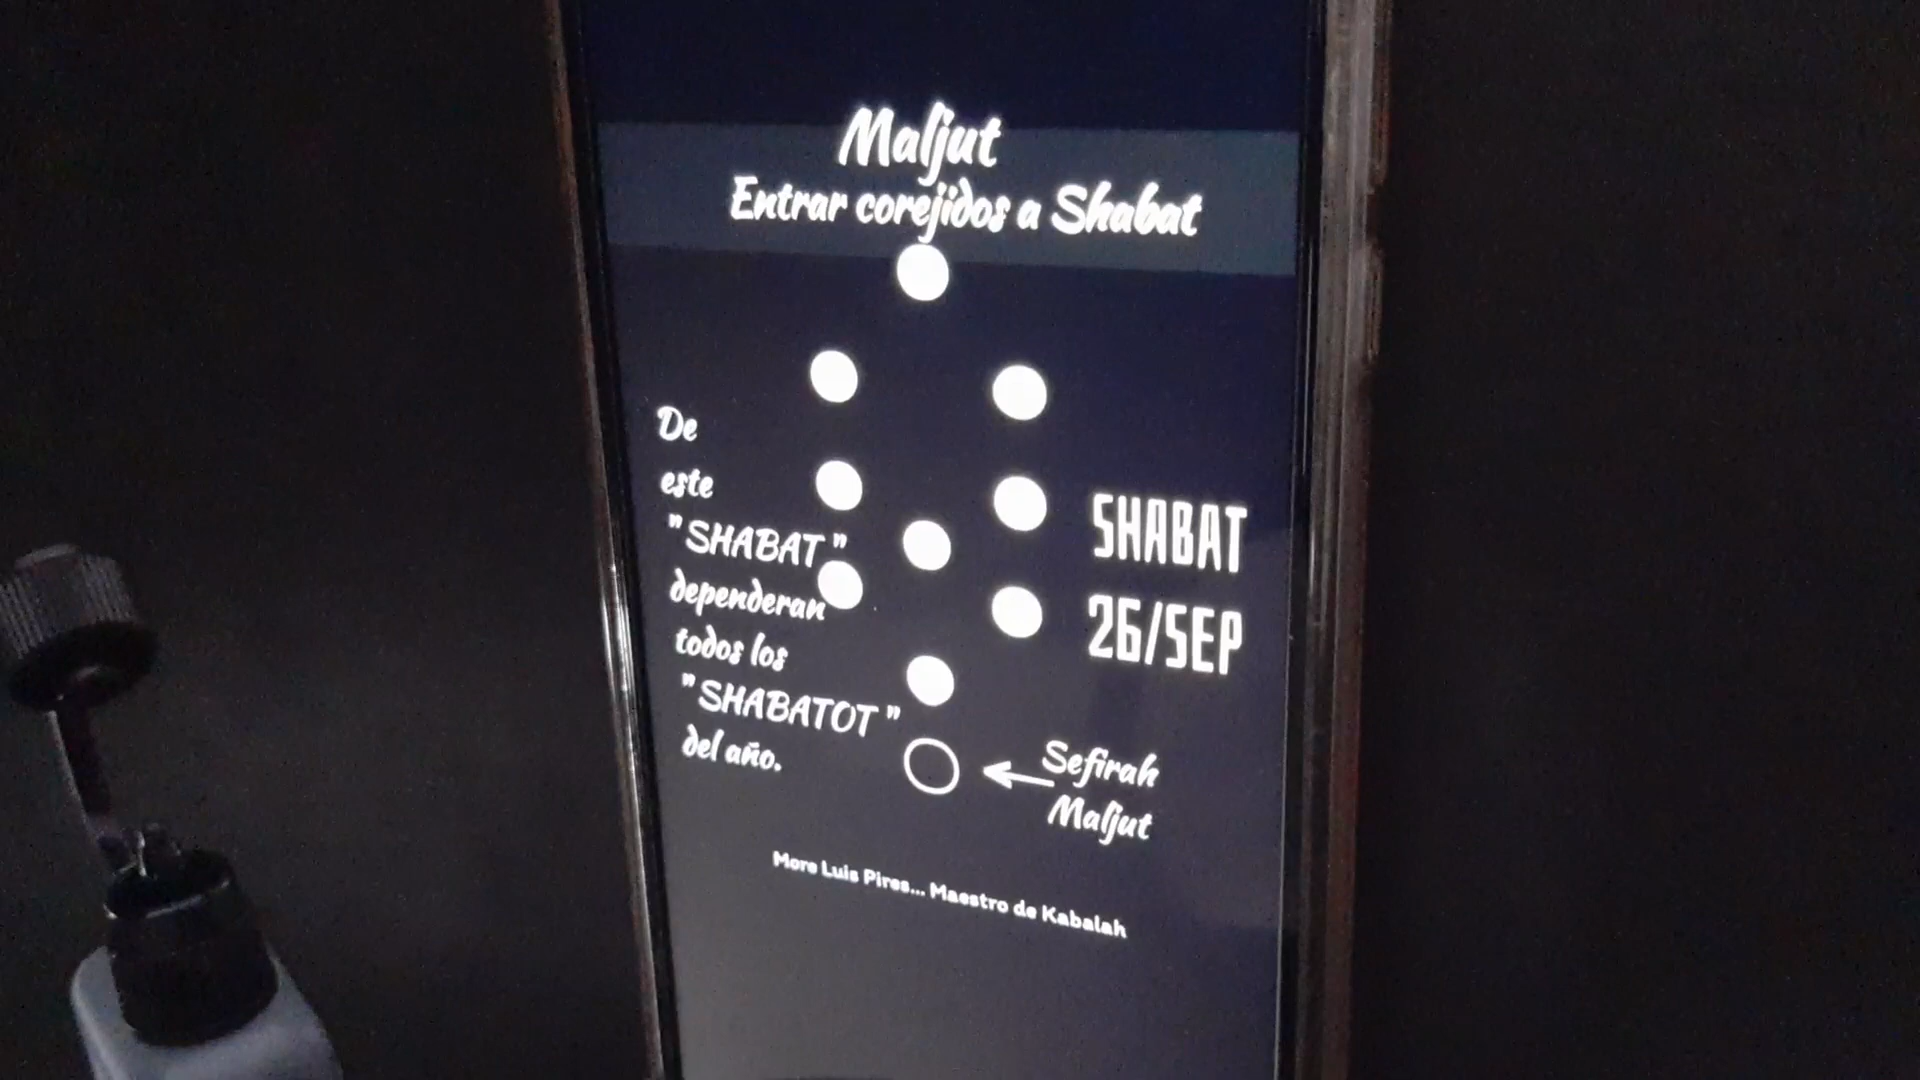 Maljut
Entrar corejidos a Shabat
De
este
"SHABAT"
dependeran
todos los
"SHABATOT"
del año.
SHABAT
26/SEP
Sefirah
Maljut
More Luis Pires... Maestro de Kabalah